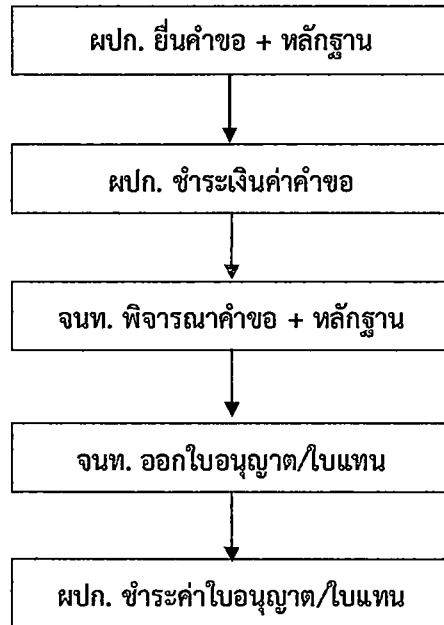 ผปก. ยื่นคำขอ + หลักฐาน
ผปก. ชำระเงินค่าคำขอ
จนท. พิจารณาคำขอ + หลักฐาน
จนท. ออกใบอนุญาต/ใบแทน
ผปก. ชำระค่าใบอนุญาต/ใบแทน